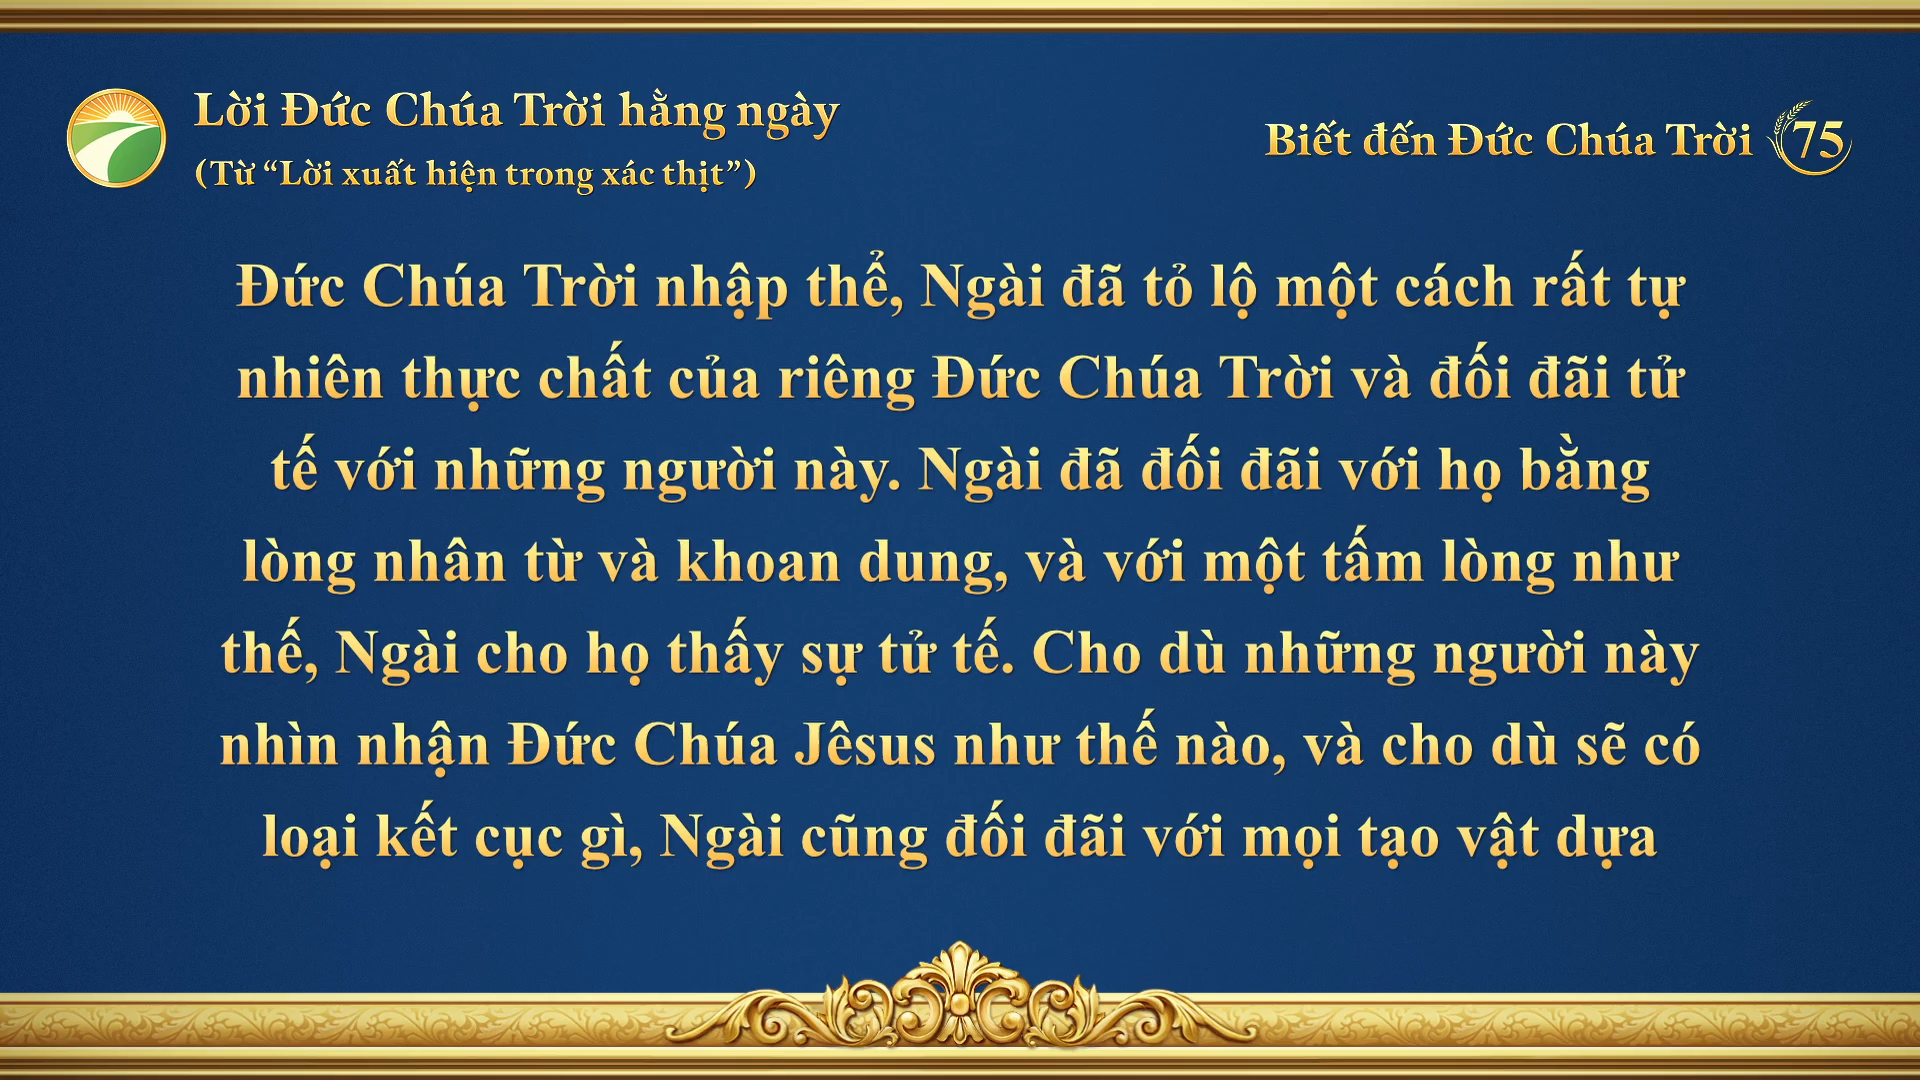 Lời Đức Chúa Trời hằng ngày
(Từ “Lời xuất hiện trong xác thịt”)
Biết đến Đức Chúa Trời 75
Đức Chúa Trời nhập thể, Ngài đã tỏ lộ một cách rất tự
nhiên thực chất của riêng Đức Chúa Trời và đối đãi tử
tế với những người này. Ngài đã đối đãi với họ bằng
lòng nhân từ và khoan dung, và với một tấm lòng như
thế, Ngài cho họ thấy sự tử tế. Cho dù những người này
nhìn nhận Đức Chúa Jêsus như thế nào, và cho dù sẽ có
loại kết cục gì, Ngài cũng đối đãi với mọi tạo vật dựa